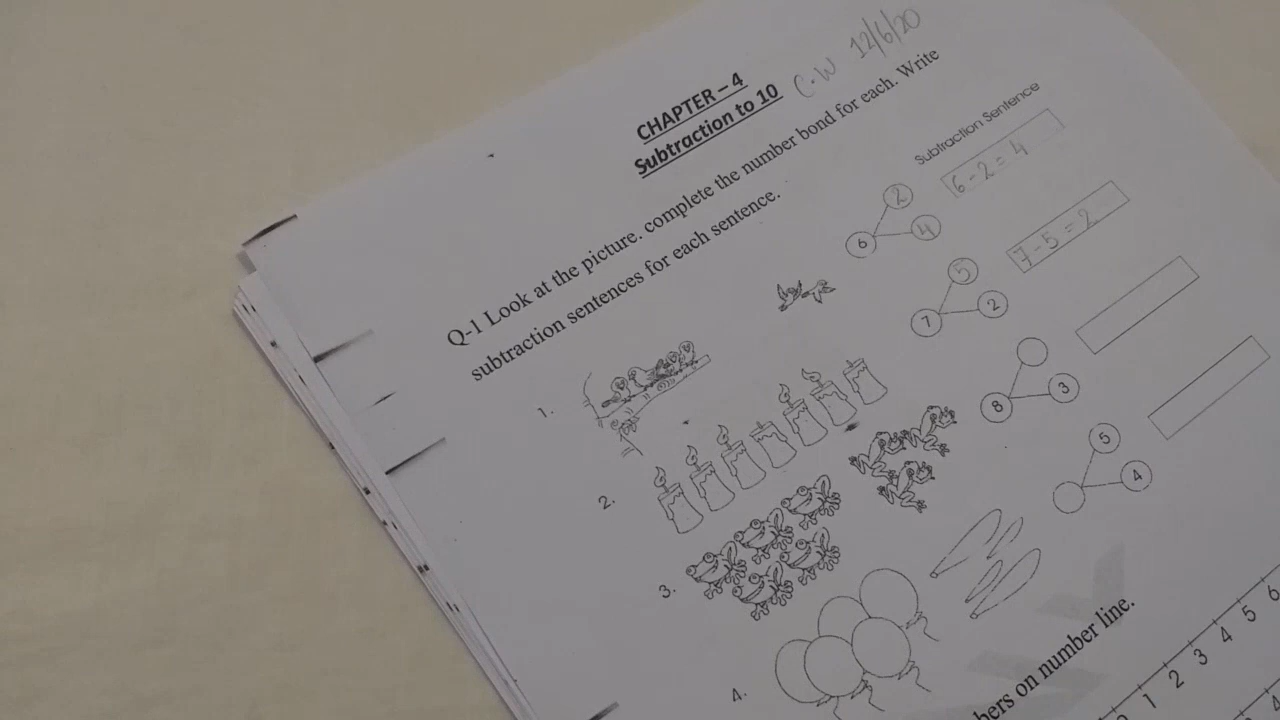 C.W 12/6/20
CHAPTER – 4
Subtraction to 10
Q-1 Look at the picture. complete the number bond for each. Write
subtraction sentences for each sentence.
Subtraction Sentence
1.
6 2 4
6 - 2 = 4
2.
7 5 2
7 - 5 = 2
3.
8 3
4.
5 4
bers on number line.
0 1 2 3 4 5 6
4